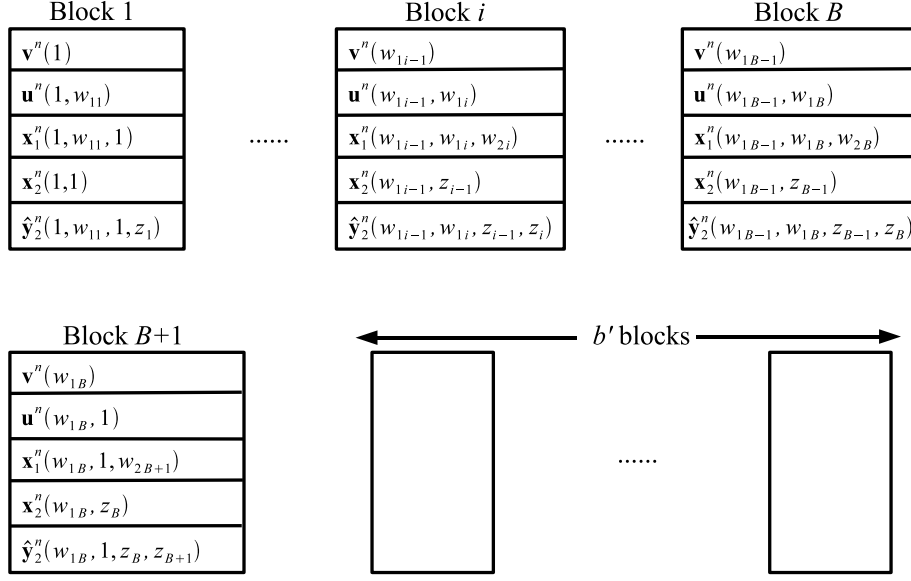 Block 1
v^n(1)
u^n(1, w_{11})
x_1^n(1, w_{11}, 1)
x_2^n(1,1)
ŷ_2^n(1, w_{11}, 1, z_1)
......
Block i
v^n(w_{1i−1})
u^n(w_{1i−1}, w_{1i})
x_1^n(w_{1i−1}, w_{1i}, w_{2i})
x_2^n(w_{1i−1}, z_{i−1})
ŷ_2^n(w_{1i−1}, w_{1i}, z_{i−1}, z_i)
......
Block B
v^n(w_{1B−1})
u^n(w_{1B−1}, w_{1B})
x_1^n(w_{1B−1}, w_{1B}, w_{2B})
x_2^n(w_{1B−1}, z_{B−1})
ŷ_2^n(w_{1B−1}, w_{1B}, z_{B−1}, z_B)
Block B+1
v^n(w_{1B})
u^n(w_{1B}, 1)
x_1^n(w_{1B}, 1, w_{2B+1})
x_2^n(w_{1B}, z_B)
ŷ_2^n(w_{1B}, 1, z_B, z_{B+1})
b′ blocks
......